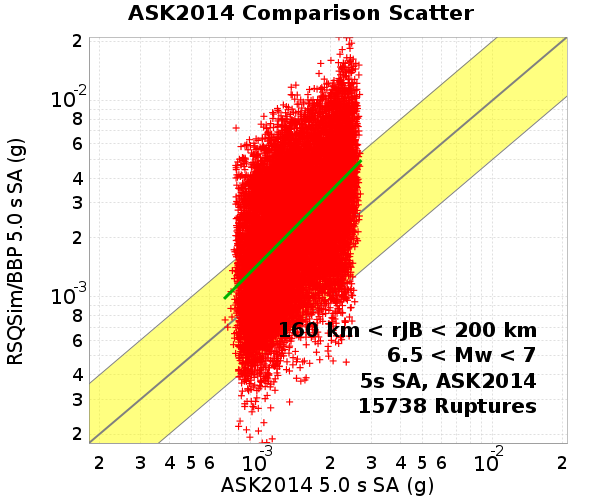 ASK2014 Comparison Scatter
RSQSim/BBP 5.0 s SA (g)
2
10-2
8
6
4
3
2
10-3
8
6
4
3
2
160 km < rJB < 200 km
6.5 < Mw < 7
5s SA, ASK2014
15738 Ruptures
2 3 4 5 6 10-3 2 3 4 5 6 8 10-2 2
ASK2014 5.0 s SA (g)